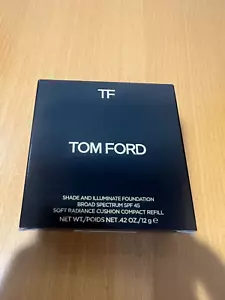 TF
TOM FORD
SHADE AND ILLUMINATE FOUNDATION
BROAD SPECTRUM SPF 45
SOFT RADIANCE CUSHION COMPACT REFILL
NET WT./POIDS NET .42 OZ/12 g ℮